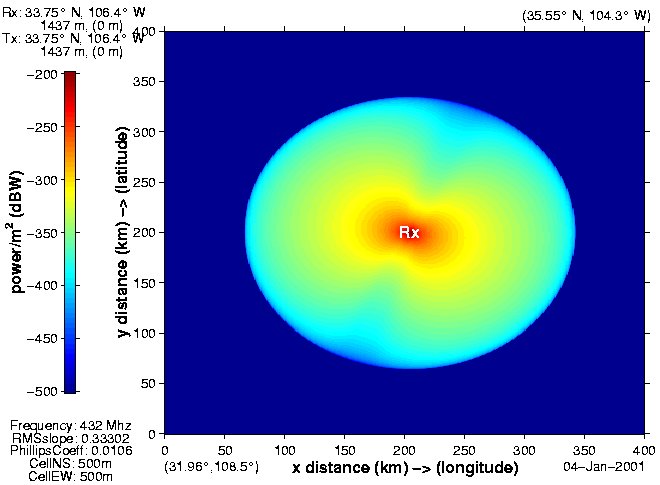 Rx: 33.75° N, 106.4° W
1437 m, (0 m)
Tx: 33.75° N, 106.4° W
1437 m, (0 m)
(35.55° N, 104.3° W)
400
350
300
250
200
150
100
50
0
y distance (km) –> (latitude)
−200
−250
−300
−350
−400
−450
−500
power/m² (dBW)
Rx
0 50 100 150 200 250 300 350 400
(31.96°,108.5°)
x distance (km) –> (longitude)
04–Jan–2001
Frequency: 432 Mhz
RMSslope: 0.33302
PhillipsCoeff: 0.0106
CellNS: 500m
CellEW: 500m